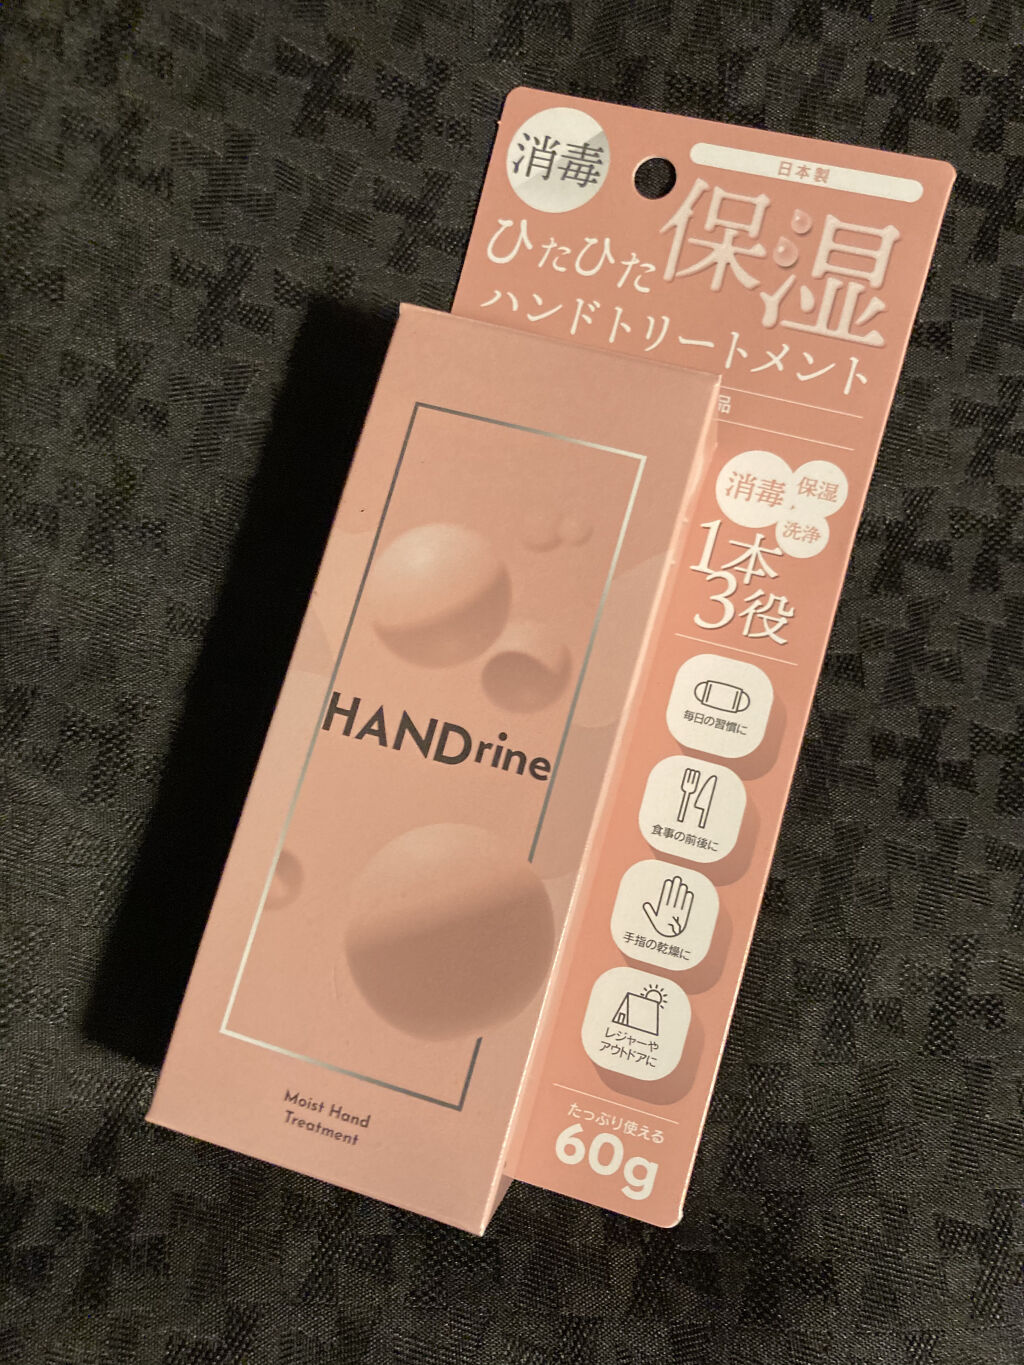 消毒
日本製
ひたひた保湿
ハンドトリートメント
品
消毒
保湿
洗浄
1本
3役
毎日の習慣に
食事の前後に
手指の乾燥に
レジャーや
アウトドアに
たっぷり使える
60g
HANDrine
Moist Hand
Treatment